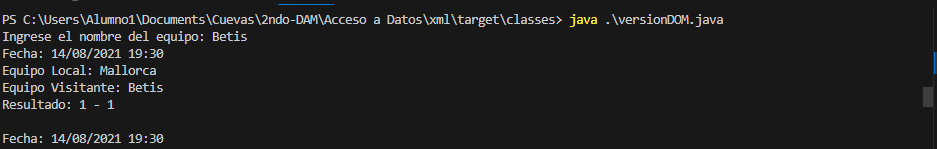 PS C:\Users\Alumno1\Documents\Cuevas\2ndo-DAM\Acceso a Datos\xml\target\classes> java .\versionDOM.java
Ingrese el nombre del equipo: Betis
Fecha: 14/08/2021 19:30
Equipo Local: Mallorca
Equipo Visitante: Betis
Resultado: 1 - 1
Fecha: 14/08/2021 19:30